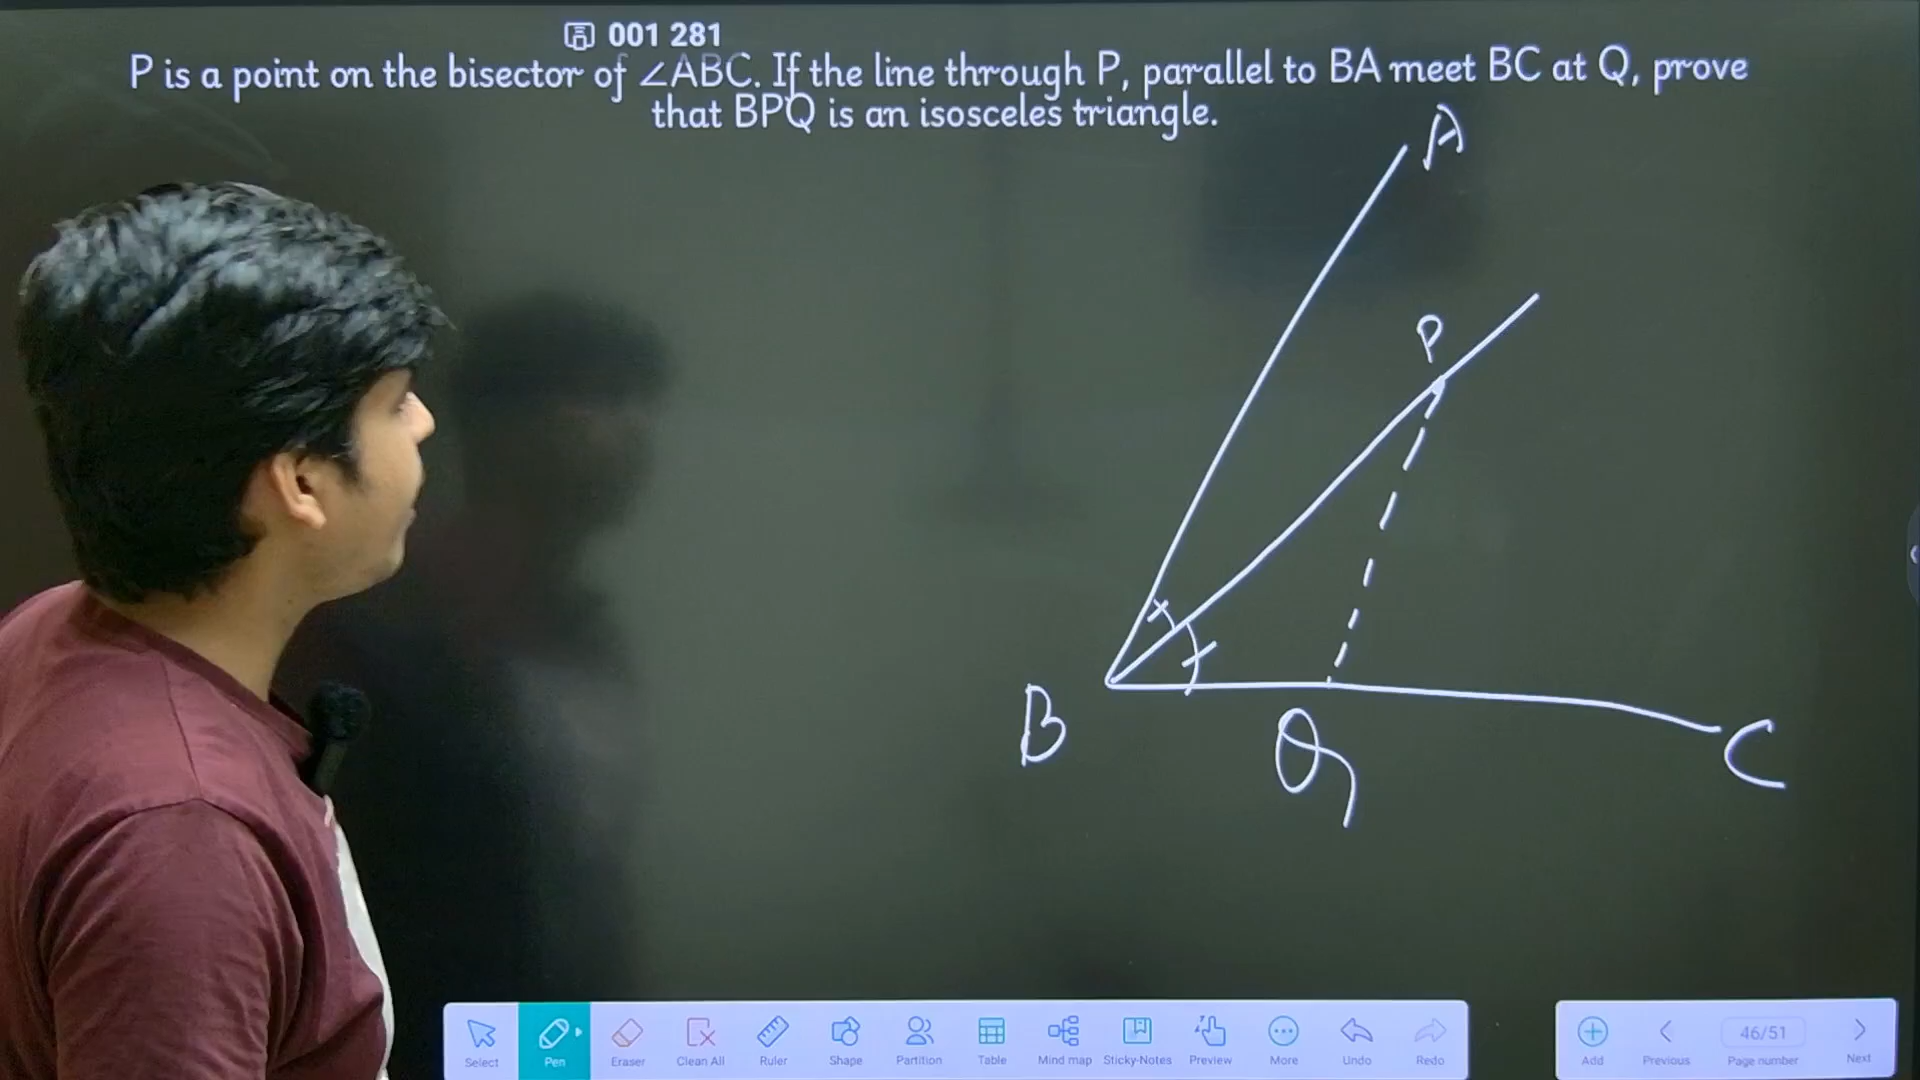 001 281
P is a point on the bisector of ∠ABC. If the line through P, parallel to BA meet BC at Q, prove
that BPQ is an isosceles triangle.
A
P
B
Q
C
Select
Pen
Eraser
Clean All
Ruler
Shape
Partition
Table
Mind map
Sticky-Notes
Preview
More
Undo
Redo
Add
Previous
46/51
Page number
Next